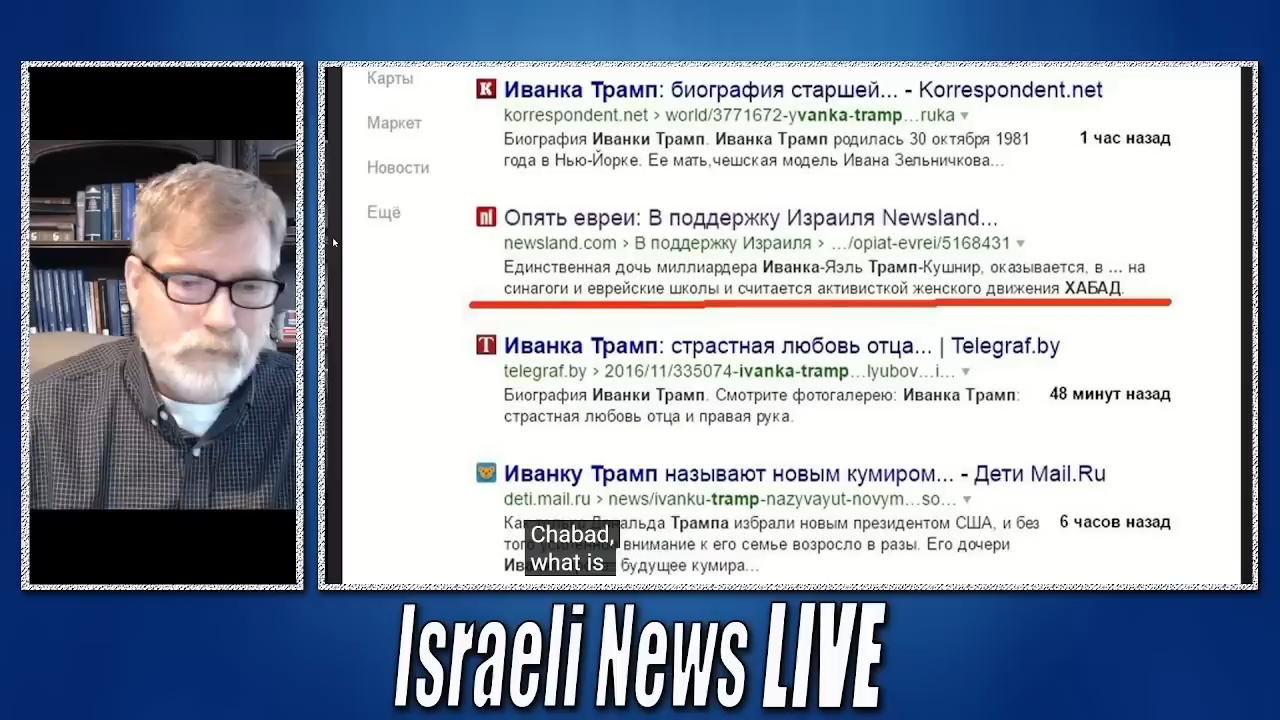 Карты
Маркет
Новости
Ещё
Иванка Трамп: биография старшей... - Korrespondent.net
korrespondent.net › world/3771672-yvanka-tramp...ruka
Биография Иванки Трамп. Иванка Трамп родилась 30 октября 1981
1 час назад
года в Нью-Йорке. Ее мать,чешская модель Ивана Зельничкова...
Опять евреи: В поддержку Израиля Newsland...
newsland.com › В поддержку Израиля › .../opiat-evrei/5168431
Единственная дочь миллиардера Иванка-Яэль Трамп-Кушнир, оказывается, в ... на
синагоги и еврейские школы и считается активисткой женского движения ХАБАД.
Иванка Трамп: страстная любовь отца... | Telegraf.by
telegraf.by › 2016/11/335074-ivanka-tramp...lyubov...i...
Биография Иванки Трамп. Смотрите фотогалерею: Иванка Трамп:
48 минут назад
страстная любовь отца и правая рука.
Иванку Трамп называют новым кумиром... - Дети Mail.Ru
deti.mail.ru › news/ivanku-tramp-nazyvayut-novym...so...
Трампа избрали новым президентом США, и без
6 часов назад
того внимание к его семье возросло в разы. Его дочери
будущее кумира...
Chabad,
what is
Israeli News LIVE